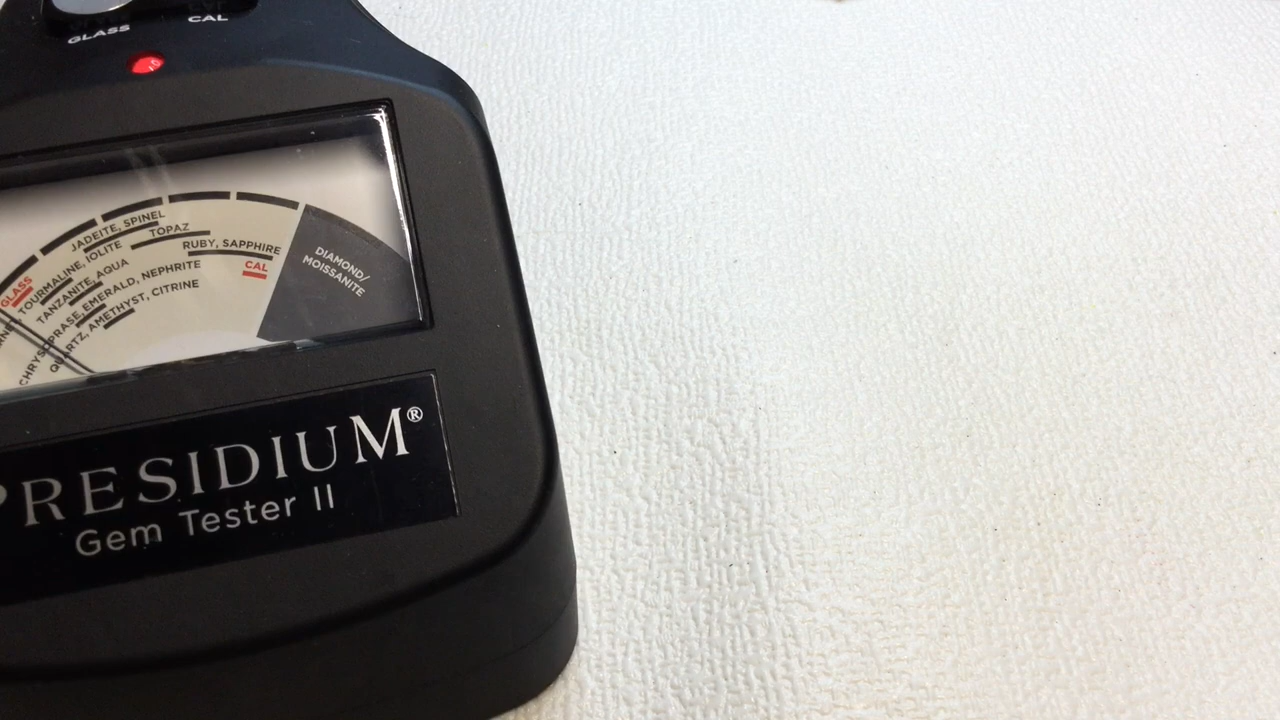 GLASS
CAL
JADEITE, SPINEL
TOPAZ
RUBY, SAPPHIRE
GLASS
TOURMALINE, IOLITE
CAL
TANZANITE, AQUA
CHRYSOPRASE, EMERALD, NEPHRITE
QUARTZ, AMETHYST, CITRINE
DIAMOND/
MOISSANITE
PRESIDIUM®
Gem Tester II